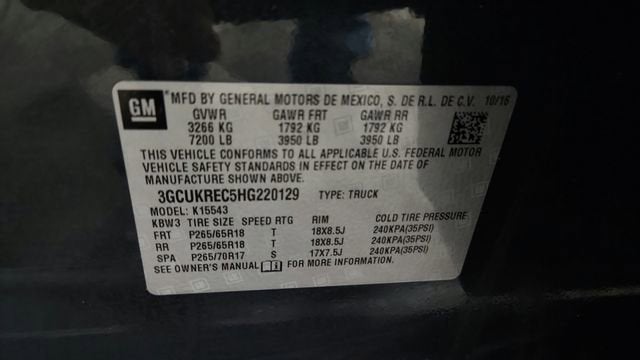 GM *MFD BY GENERAL MOTORS DE MEXICO, S. DE R.L. DE C.V. 10/16
GVWR GAWR FRT GAWR RR
3266 KG 1792 KG 1792 KG
7200 LB 3950 LB 3950 LB
THIS VEHICLE CONFORMS TO ALL APPLICABLE U.S. FEDERAL MOTOR
VEHICLE SAFETY STANDARDS IN EFFECT ON THE DATE OF
MANUFACTURE SHOWN ABOVE.
3GCUKREC5HG220129 TYPE: TRUCK
MODEL: K15543
KBW3 TIRE SIZE SPEED RTG RIM COLD TIRE PRESSURE
FRT P265/65R18 T 18X8.5J 240KPA(35PSI)
RR P265/65R18 T 18X8.5J 240KPA(35PSI)
SPA P265/70R17 S 17X7.5J 240KPA(35PSI)
SEE OWNER'S MANUAL FOR MORE INFORMATION.